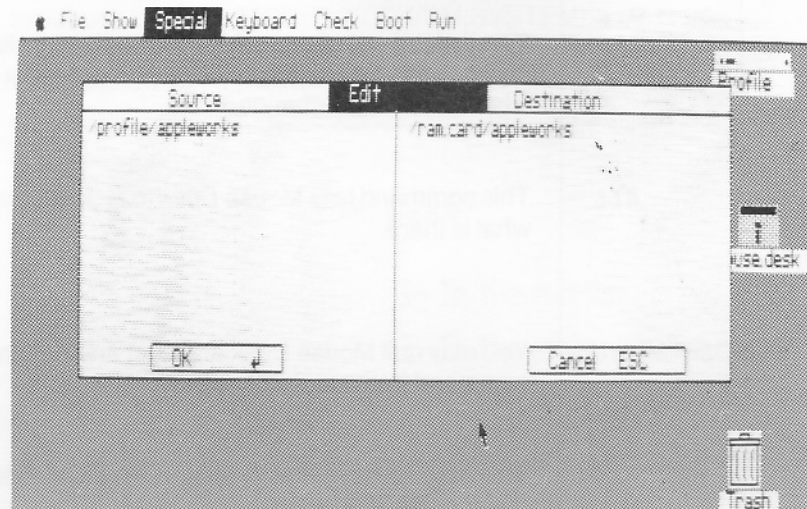 File Show Special Keyboard Check Boot Run
Profile
Source Edit Destination
/profile/appleworks /ram.card/appleworks
use.desk
OK Cancel ESC
Trash